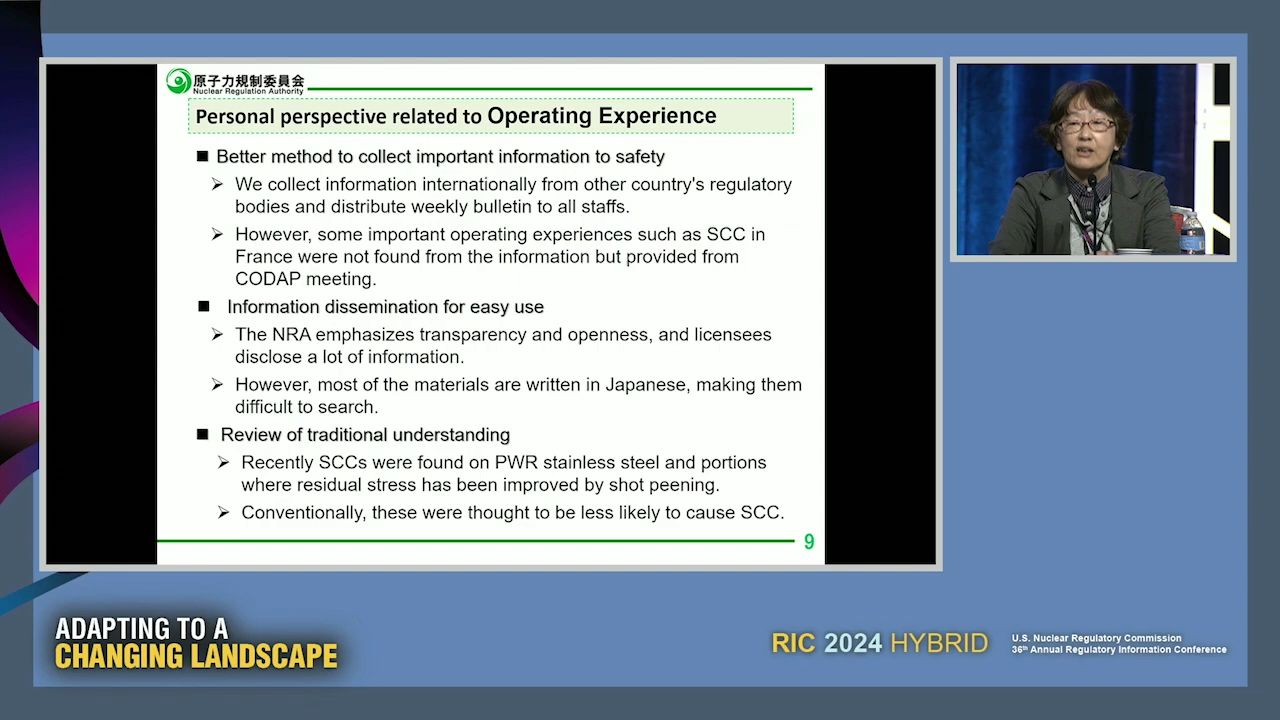 原子力規制委員会
Nuclear Regulation Authority
Personal perspective related to Operating Experience
■ Better method to collect important information to safety
➢ We collect information internationally from other country's regulatory
bodies and distribute weekly bulletin to all staffs.
➢ However, some important operating experiences such as SCC in
France were not found from the information but provided from
CODAP meeting.
■ Information dissemination for easy use
➢ The NRA emphasizes transparency and openness, and licensees
disclose a lot of information.
➢ However, most of the materials are written in Japanese, making them
difficult to search.
■ Review of traditional understanding
➢ Recently SCCs were found on PWR stainless steel and portions
where residual stress has been improved by shot peening.
➢ Conventionally, these were thought to be less likely to cause SCC.
9
ADAPTING TO A
CHANGING LANDSCAPE
RIC 2024 HYBRID
U.S. Nuclear Regulatory Commission
36th Annual Regulatory Information Conference